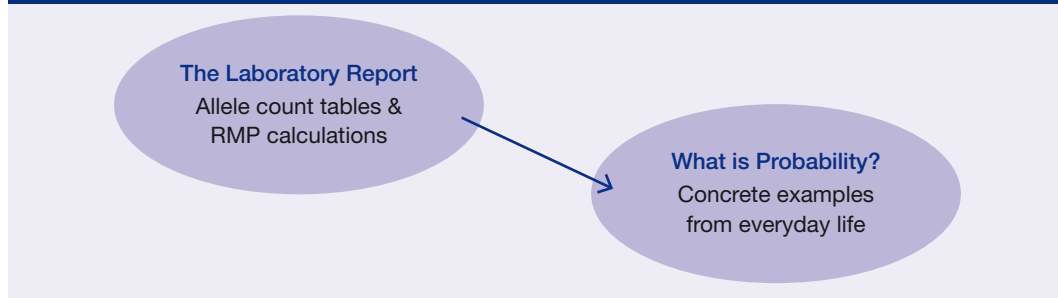 The Laboratory Report
Allele count tables &
RMP calculations
What is Probability?
Concrete examples
from everyday life